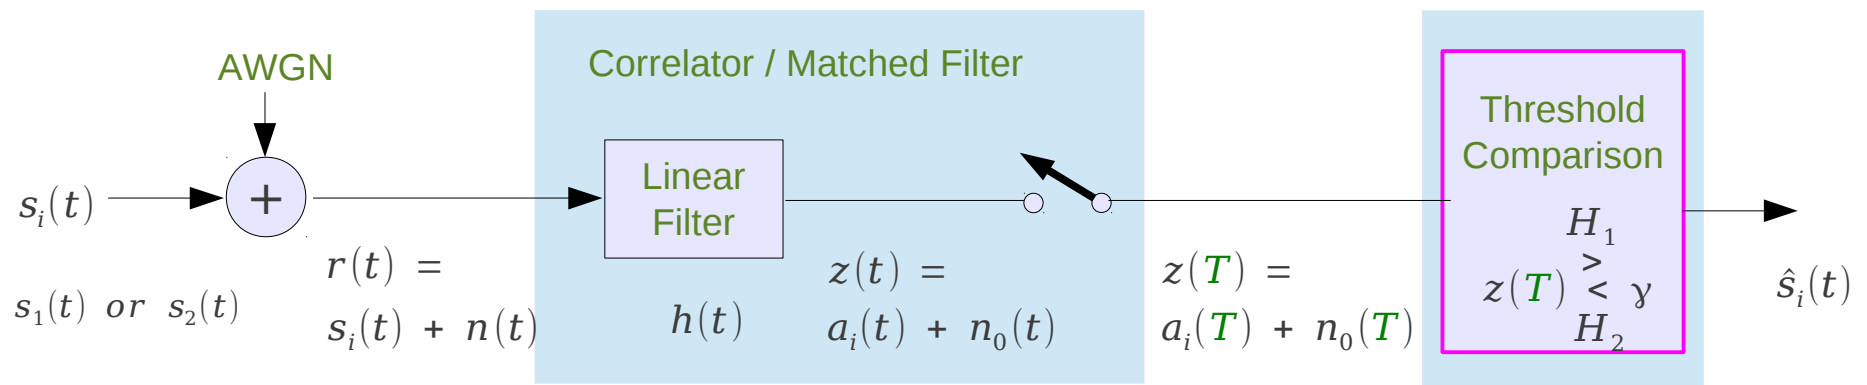 AWGN
Correlator / Matched Filter
Threshold
Comparison
Linear
Filter
s_i(t)
+
r(t) =
s_i(t) + n(t)
s_1(t) or s_2(t)
h(t)
z(t) =
a_i(t) + n_0(t)
z(T) =
a_i(T) + n_0(T)
H_1
>
z(T) < γ
H_2
ŝ_i(t)